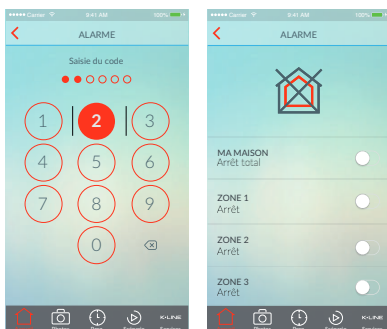 Carrier 9:41 AM 100%
ALARME
Saisie du code
1 2 3
4 5 6
7 8 9
0
K•LINE
Carrier 9:41 AM 100%
ALARME
MA MAISON
Arrêt total
ZONE 1
Arrêt
ZONE 2
Arrêt
ZONE 3
Arrêt
K•LINE